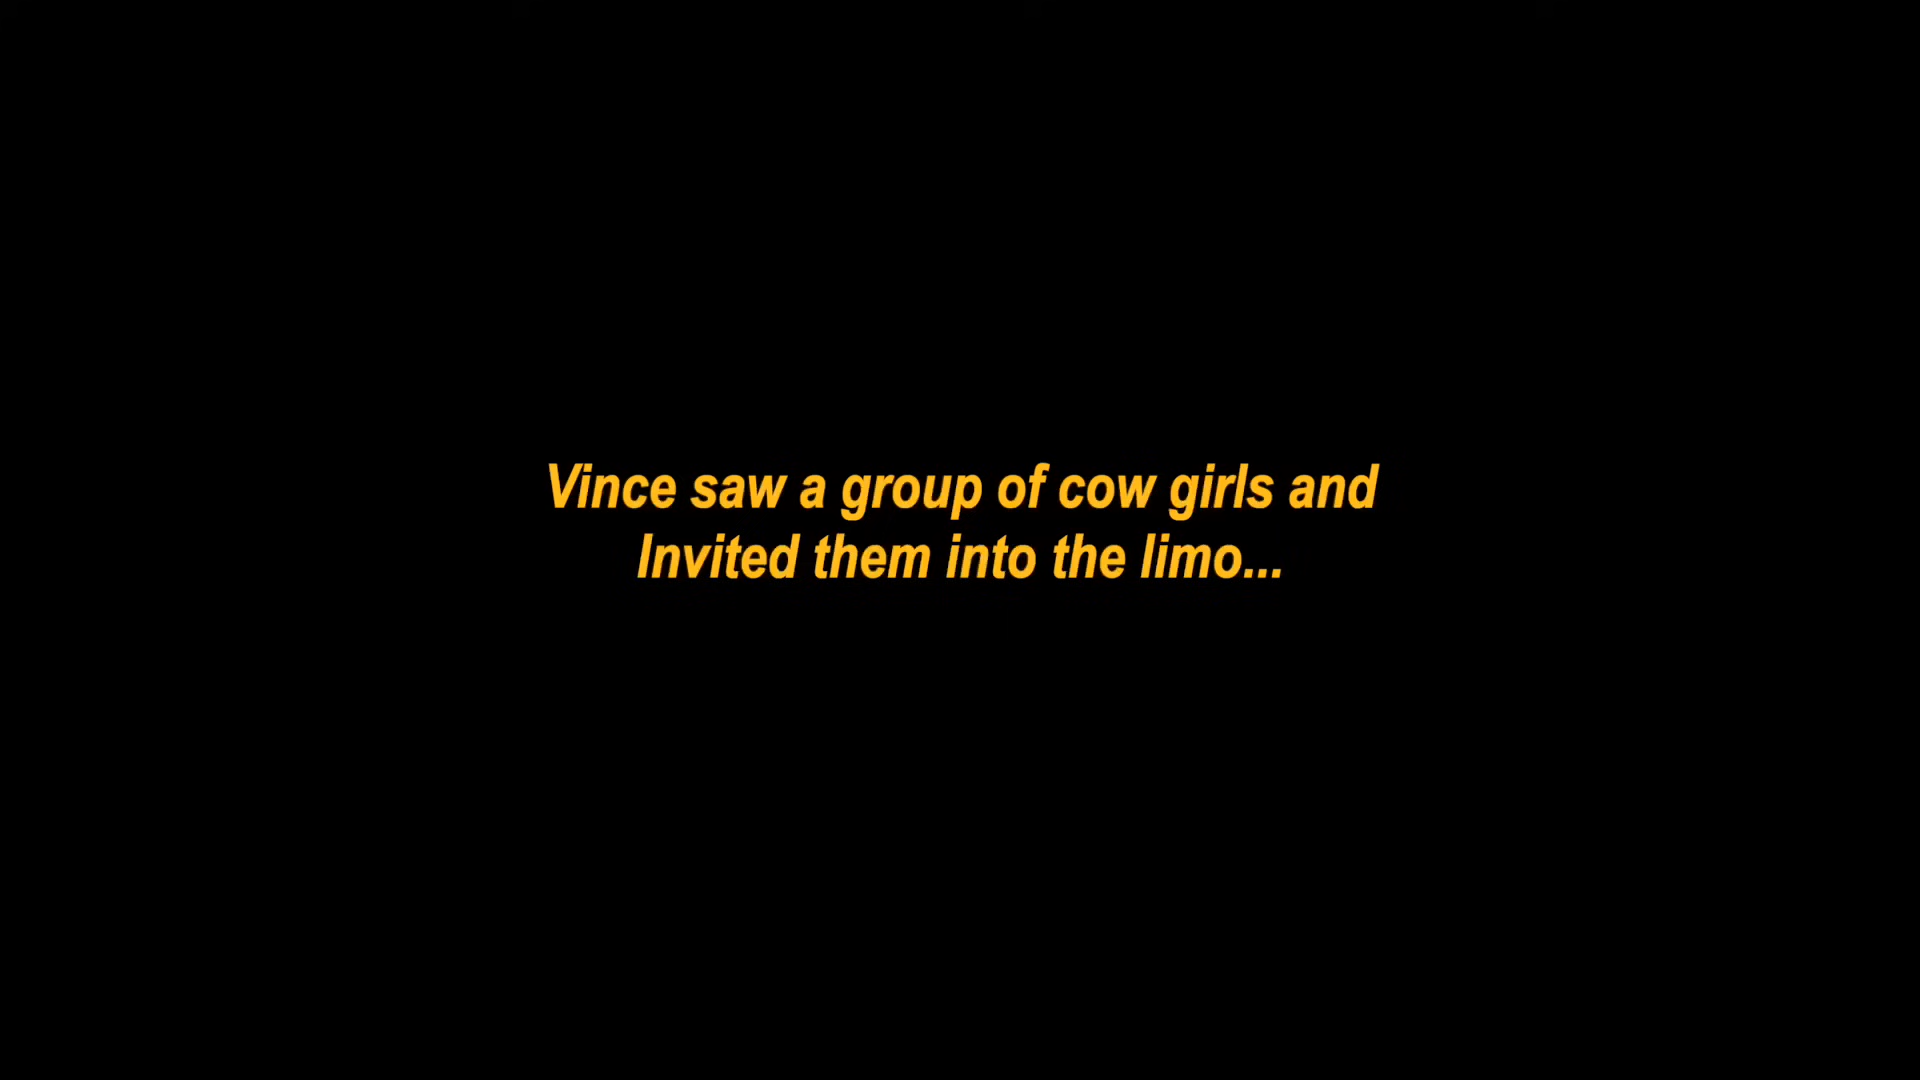 Vince saw a group of cow girls and
Invited them into the limo...